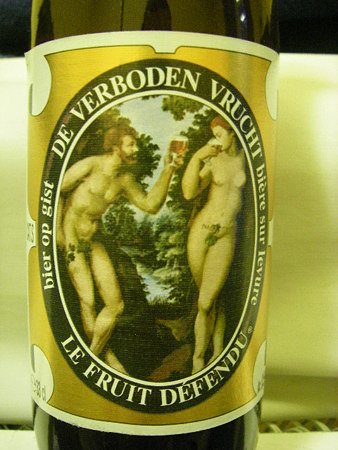 DE VERBODEN VRUCHT
bier op gist
bière sur levure
LE FRUIT DÉFENDU®